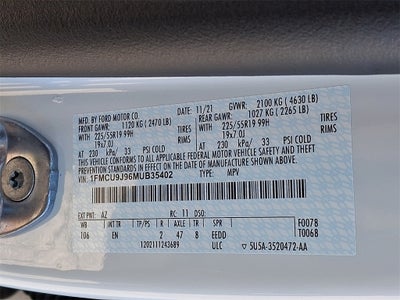 MFD. BY FORD MOTOR CO. 11/21 GVWR: 2100 KG (4630 LB)
FRONT GAWR: 1120 KG (2470 LB) REAR GAWR: 1027 KG (2265 LB)
WITH 225/55R19 99H TIRES WITH 225/55R19 99H TIRES
19x7.0J RIMS 19x7.0J RIMS
AT 230 kPa / 33 PSI COLD AT 230 kPa / 33 PSI COLD
THIS VEHICLE CONFORMS TO ALL APPLICABLE FEDERAL MOTOR VEHICLE SAFETY AND THEFT
PREVENTION STANDARDS IN EFFECT ON THE DATE OF MANUFACTURE SHOWN ABOVE.
VIN: 1FMCU9J96MUB35402 TYPE: MPV
EXT PNT: AZ RC: 11 DSO: F0078
WB INT TR TP/PS R AXLE TR SPR T0068
106 EN 2 47 8 EEDD 5U5A-3520472-AA
1202111243689 ULC